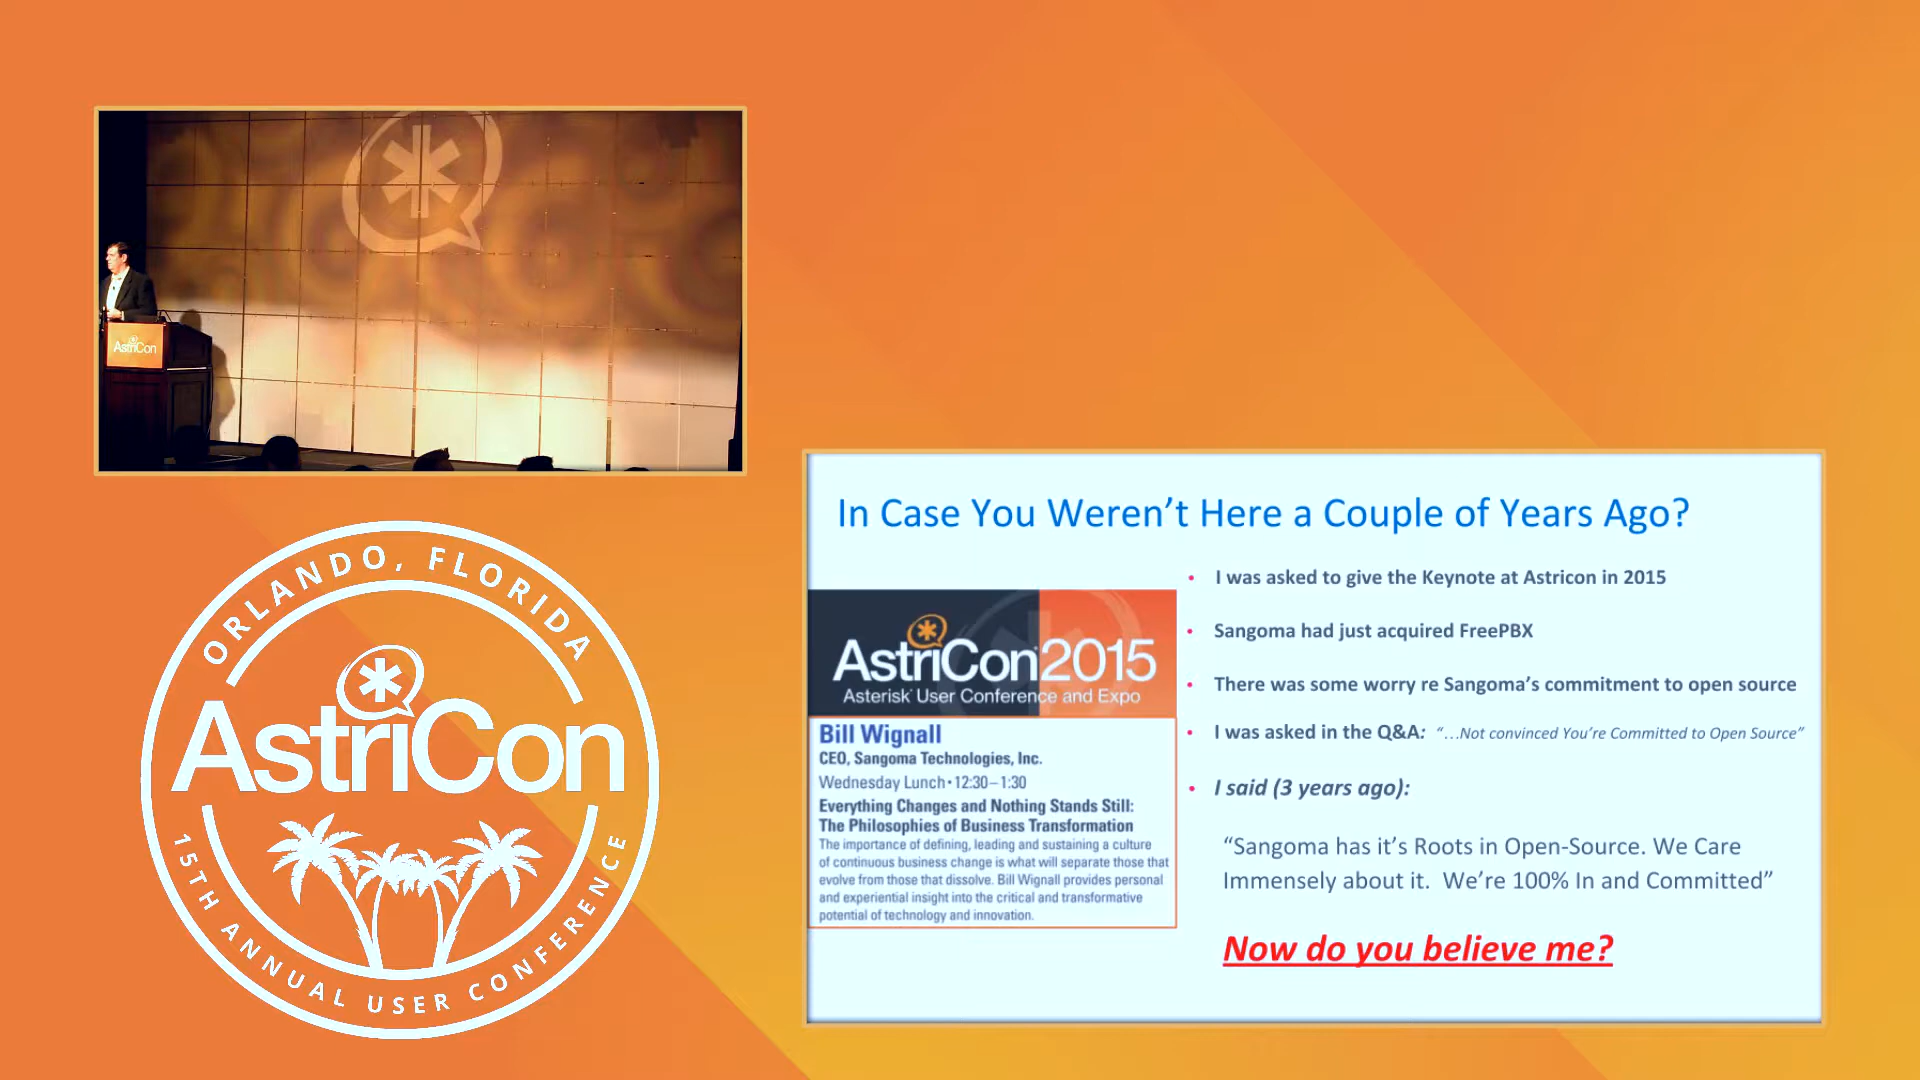 AstriCon
ORLANDO, FLORIDA
AstriCon
15TH ANNUAL USER CONFERENCE
In Case You Weren’t Here a Couple of Years Ago?
AstriCon 2015
Asterisk User Conference and Expo
Bill Wignall
CEO, Sangoma Technologies, Inc.
Wednesday Lunch • 12:30–1:30
Everything Changes and Nothing Stands Still:
The Philosophies of Business Transformation
The importance of defining, leading and sustaining a culture
of continuous business change is what will separate those that
evolve from those that dissolve. Bill Wignall provides personal
and experiential insight into the critical and transformative
potential of technology and innovation.
• I was asked to give the Keynote at Astricon in 2015
• Sangoma had just acquired FreePBX
• There was some worry re Sangoma’s commitment to open source
• I was asked in the Q&A: “…Not convinced You’re Committed to Open Source”
• I said (3 years ago):
“Sangoma has it’s Roots in Open-Source. We Care
Immensely about it. We’re 100% In and Committed”
Now do you believe me?